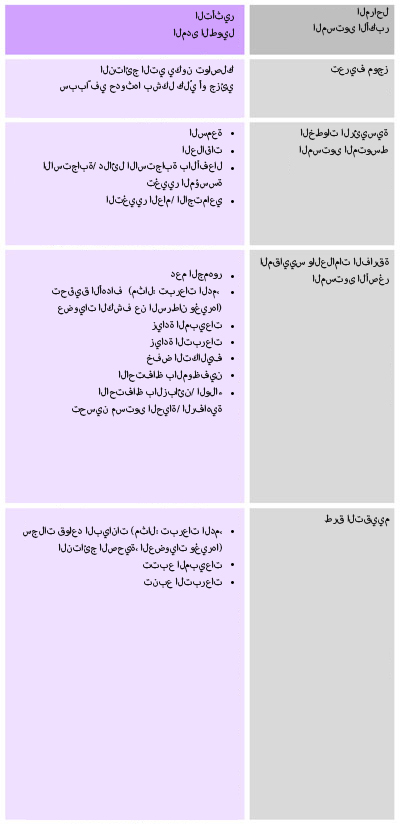 المراحل
المستوى الأكبر
التأثير
المدى الطويل
تعريف موجز
النتائج التي يكون تواصلك
سبباً في حدوثها بشكل كلّي أو جزئي
الخطوات الرئيسية
المستوى المتوسط
• السمعة
• العلاقات
• الاستجابة/ دلائل الاستجابة بالأفعال
تغيير المؤسسة
• التغيير العام/ الاجتماعي
المقاييس والعلامات الفارقة
المستوى الأصغر
• دعم الجمهور
• تحقيق الأهداف (مثال: تبرعات الدم،
عضويات الكشف عن السرطان وغيرها)
• زيادة المبيعات
• زيادة التبرعات
• خفض التكاليف
• الاحتفاظ بالموظفين
• الاحتفاظ بالزبائن/ الولاء
تحسين مستوى الحياة/ الرفاهية
طرق التقييم
• سجلات قواعد البيانات (مثال: تبرعات الدم،
النتائج الصحية، العضويات وغيرها)
• تتبع المبيعات
• تتبع التبرعات